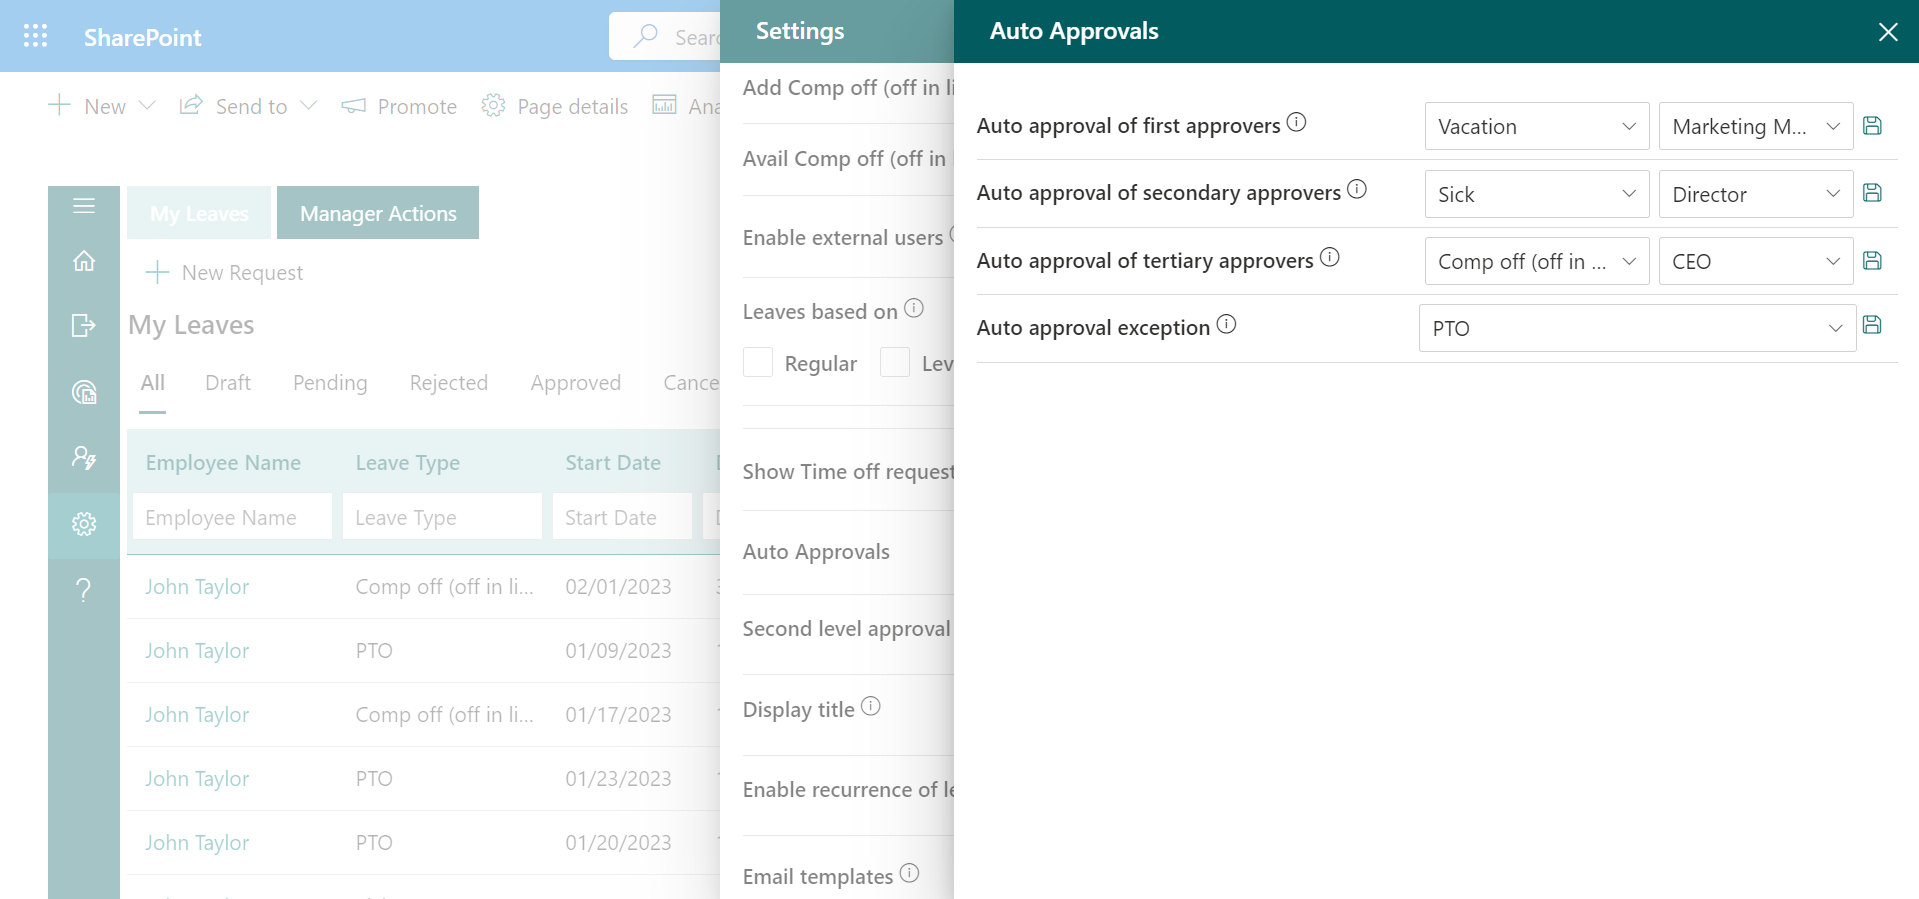 SharePoint
Settings
Auto Approvals
New
Send to
Promote
Page details
Add Comp off (off in
Avail Comp off (off in
Enable external users
Leaves based on
Regular
Show Time off request
Auto Approvals
Second level approval
Display title
Enable recurrence of
Email templates
Auto approval of first approvers
Vacation
Marketing M...
Auto approval of secondary approvers
Sick
Director
Auto approval of tertiary approvers
Comp off (off in ...
CEO
Auto approval exception
PTO
My Leaves
Manager Actions
New Request
My Leaves
All
Draft
Pending
Rejected
Approved
Employee Name
Leave Type
Start Date
Employee Name
Leave Type
Start Date
John Taylor
Comp off (off in li...
02/01/2023
John Taylor
PTO
01/09/2023
John Taylor
Comp off (off in li...
01/17/2023
John Taylor
PTO
01/23/2023
John Taylor
PTO
01/20/2023